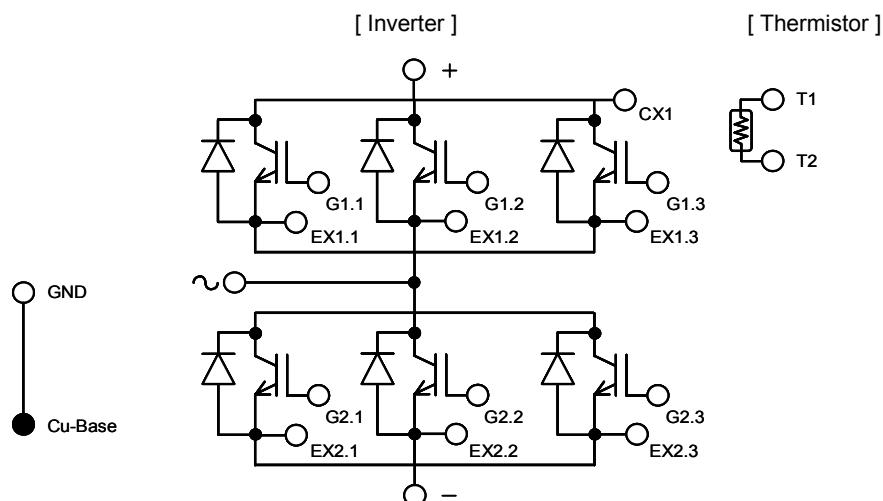 [ Inverter ]
[ Thermistor ]
+
CX1
T1
T2
G1.1
G1.2
G1.3
EX1.1
EX1.2
EX1.3
~
GND
G2.1
G2.2
G2.3
Cu-Base
EX2.1
EX2.2
EX2.3
−